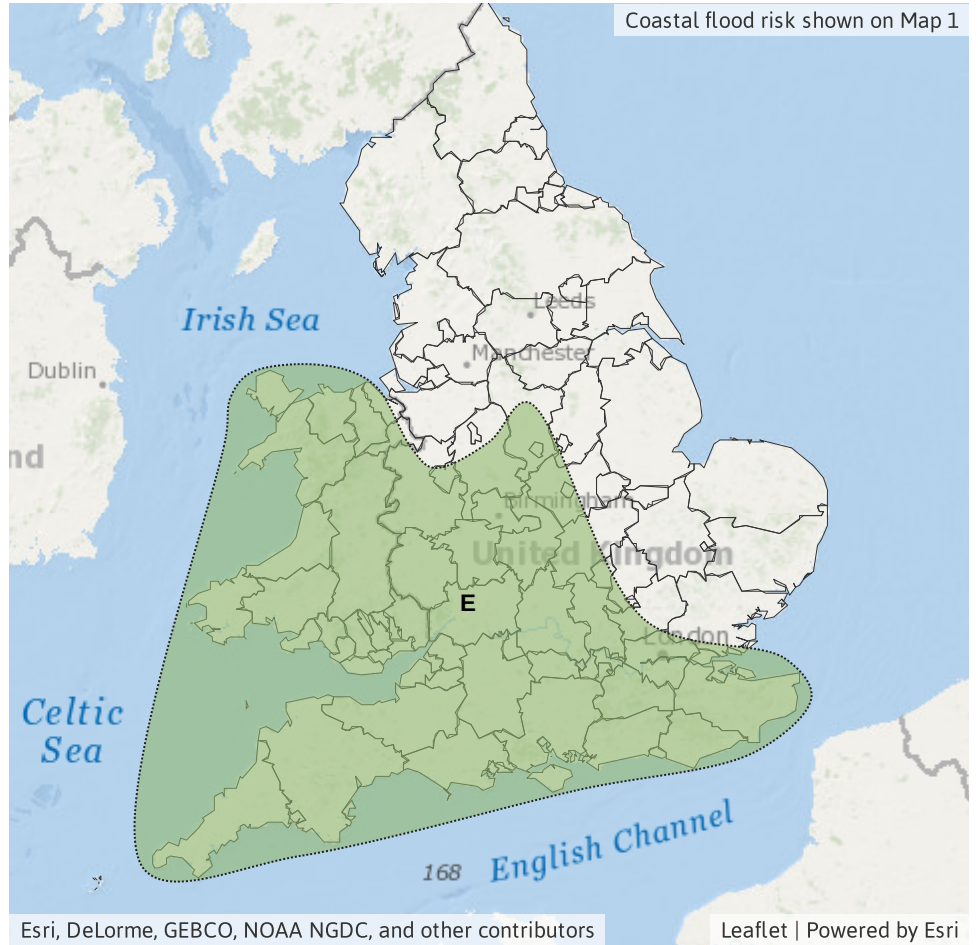 Coastal flood risk shown on Map 1
Leeds
Irish Sea
Manchester
Dublin
nd
Birmingham
United Kingdom
E
London
Celtic
Sea
English Channel
168
Esri, DeLorme, GEBCO, NOAA NGDC, and other contributors
Leaflet | Powered by Esri